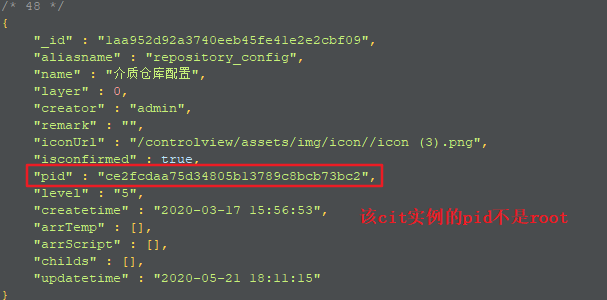 /* 48 */
{
"_id" : "1aa952d92a3740eeb45fe41e2e2cbf09",
"aliasname" : "repository_config",
"name" : "介质仓库配置",
"layer" : 0,
"creator" : "admin",
"remark" : "",
"iconUrl" : "/controlview/assets/img/icon//icon (3).png",
"isconfirmed" : true,
"pid" : "ce2fcdaa75d34805b13789c8bcb73bc2",
"level" : "5",
"createtime" : "2020-03-17 15:56:53",
"arrTemp" : [],
该cit实例的pid不是root
"arrScript" : [],
"childs" : [],
"updatetime" : "2020-05-21 18:11:15"
}